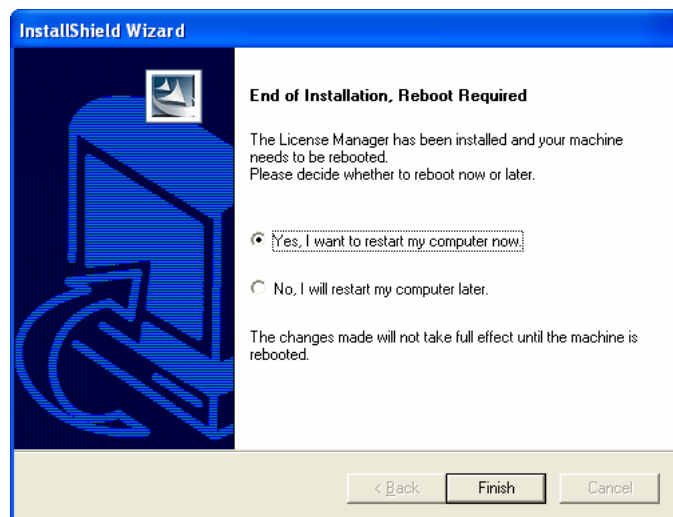 InstallShield Wizard
End of Installation, Reboot Required
The License Manager has been installed and your machine
needs to be rebooted.
Please decide whether to reboot now or later.
Yes, I want to restart my computer now.
No, I will restart my computer later.
The changes made will not take full effect until the machine is
rebooted.
< Back
Finish
Cancel